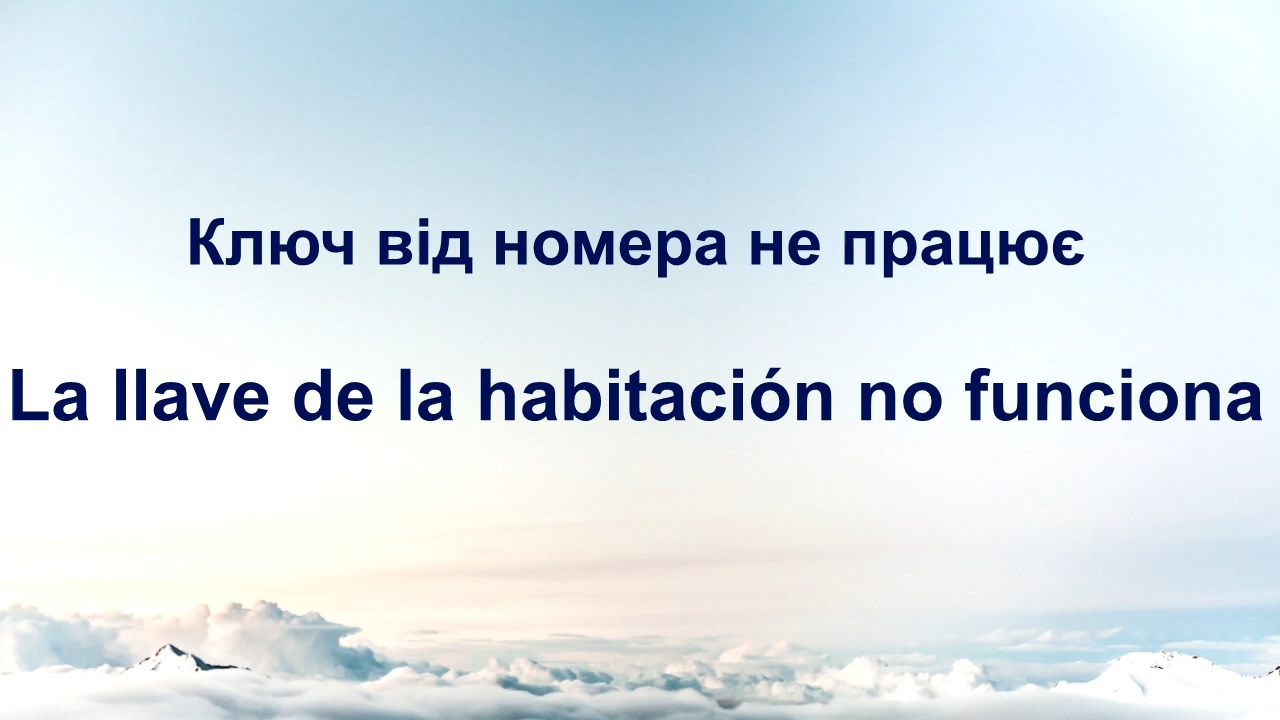 Ключ від номера не працює
La llave de la habitación no funciona